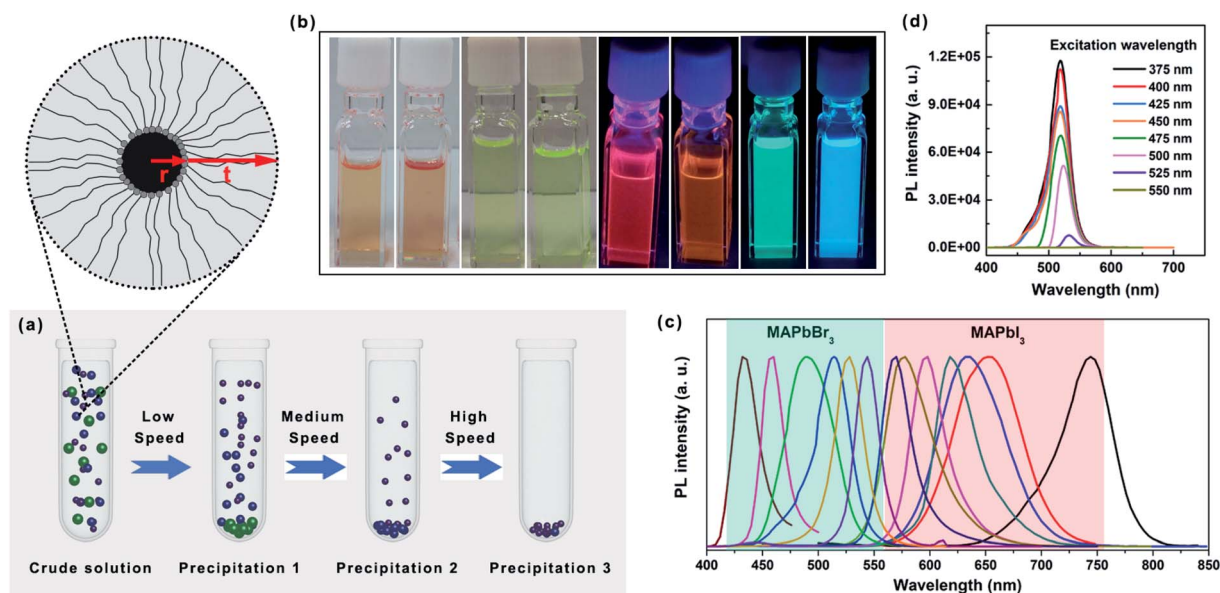 (b)
(d)
r
t
1.2E+05
9.0E+04
6.0E+04
3.0E+04
0.0E+00
PL intensity (a. u.)
Excitation wavelength
375 nm
400 nm
425 nm
450 nm
475 nm
500 nm
525 nm
550 nm
400 500 600 700
Wavelength (nm)
(a)
Low
Speed
Medium
Speed
High
Speed
Crude solution
Precipitation 1
Precipitation 2
Precipitation 3
(c)
MAPbBr₃
MAPbI₃
PL intensity (a. u.)
400 450 500 550 600 650 700 750 800 850
Wavelength (nm)